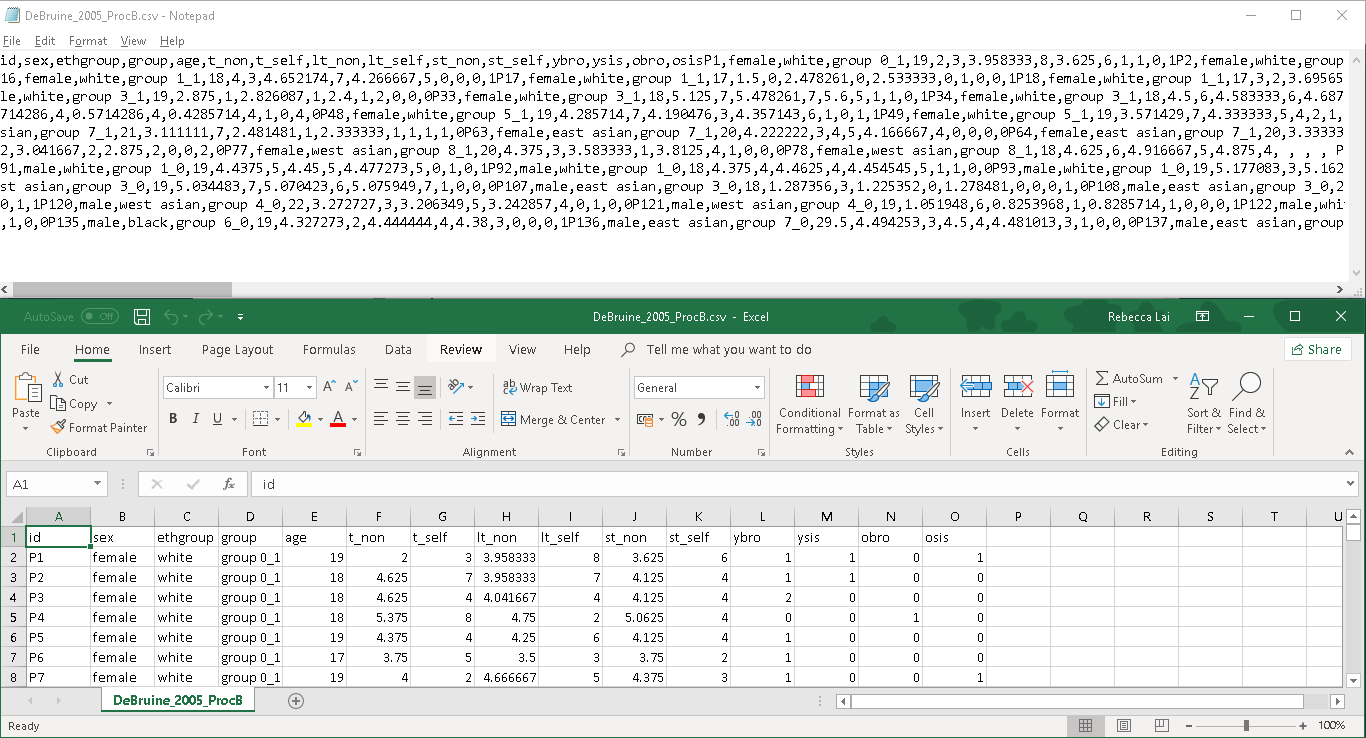 DeBruine_2005_ProcB.csv - Notepad
File Edit Format View Help
id,sex,ethgroup,group,age,t_non,t_self,lt_non,lt_self,st_non,st_self,ybro,ysis,obro,osisP1,female,white,group 0_1,19,2,3,3.958333,8,3.625,6,1,1,0,1P2,female,white,group
16,female,white,group 1_1,18,4,3,4.652174,7,4.266667,5,0,0,0,1P17,female,white,group 1_1,17,1.5,0,2.478261,0,2.533333,0,1,0,0,1P18,female,white,group 1_1,17,3,2,3.69565
le,white,group 3_1,19,2.875,1,2.826087,1,2.4,1,2,0,0,0P33,female,white,group 3_1,18,5.125,7,5.478261,7,5.6,5,1,1,0,1P34,female,white,group 3_1,18,4.5,6,4.583333,6,4.687
714286,4,0.5714286,4,0.4285714,4,1,0,4,0P48,female,white,group 5_1,19,4.285714,7,4.190476,3,4.357143,6,1,0,1,1P49,female,white,group 5_1,19,3.571429,7,4.333333,5,4,2,1,
sian,group 7_1,21,3.111111,7,2.481481,1,2.333333,1,1,1,1,0P63,female,east asian,group 7_1,20,4.222222,3,4,5,4.166667,4,0,0,0,0P64,female,east asian,group 7_1,20,3.33333
2,3.041667,2,2.875,2,0,0,2,0P77,female,west asian,group 8_1,20,4.375,3,3.583333,1,3.8125,4,1,0,0,0P78,female,west asian,group 8_1,18,4.625,6,4.916667,5,4.875,4, , , , P
91,male,white,group 1_0,19,4.4375,5,4.45,5,4.477273,5,0,1,0,1P92,male,white,group 1_0,18,4.375,4,4.4625,4,4.454545,5,1,1,0,0P93,male,white,group 1_0,19,5.177083,3,5.162
st asian,group 3_0,19,5.034483,7,5.070423,6,5.075949,7,1,0,0,0P107,male,east asian,group 3_0,18,1.287356,3,1.225352,0,1.278481,0,0,0,1,0P108,male,east asian,group 3_0,2
0,1,1P120,male,west asian,group 4_0,22,3.272727,3,3.206349,5,3.242857,4,0,1,0,0P121,male,west asian,group 4_0,19,1.051948,6,0.8253968,1,0.8285714,1,0,0,0,1P122,male,whi
,1,0,0P135,male,black,group 6_0,19,4.327273,2,4.444444,4,4.38,3,0,0,0,1P136,male,east asian,group 7_0,29.5,4.494253,3,4.5,4,4.481013,3,1,0,0,0P137,male,east asian,group
AutoSave Off DeBruine_2005_ProcB.csv - Excel Rebecca Lai
File Home Insert Page Layout Formulas Data Review View Help Tell me what you want to do Share
Paste Cut Copy Format Painter
Calibri 11 Wrap Text General
B I U A Merge & Center % ,
Conditional Formatting Format as Table Cell Styles Insert Delete Format
AutoSum Fill Clear Sort & Filter Find & Select
Clipboard Font Alignment Number Styles Cells Editing
A1 fx id
A B C D E F G H I J K L M N O P Q R S T U
1 id sex ethgroup group age t_non t_self lt_non lt_self st_non st_self ybro ysis obro osis
2 P1 female white group 0_1 19 2 3 3.958333 8 3.625 6 1 1 0 1
3 P2 female white group 0_1 18 4.625 7 3.958333 7 4.125 4 1 1 0 0
4 P3 female white group 0_1 18 4.625 4 4.041667 4 4.125 4 2 0 0 0
5 P4 female white group 0_1 18 5.375 8 4.75 2 5.0625 4 0 0 1 0
6 P5 female white group 0_1 19 4.375 4 4.25 6 4.125 4 1 0 0 0
7 P6 female white group 0_1 17 3.75 5 3.5 3 3.75 2 1 0 0 0
8 P7 female white group 0_1 19 4 2 4.666667 5 4.375 3 1 0 0 1
DeBruine_2005_ProcB
Ready 100%